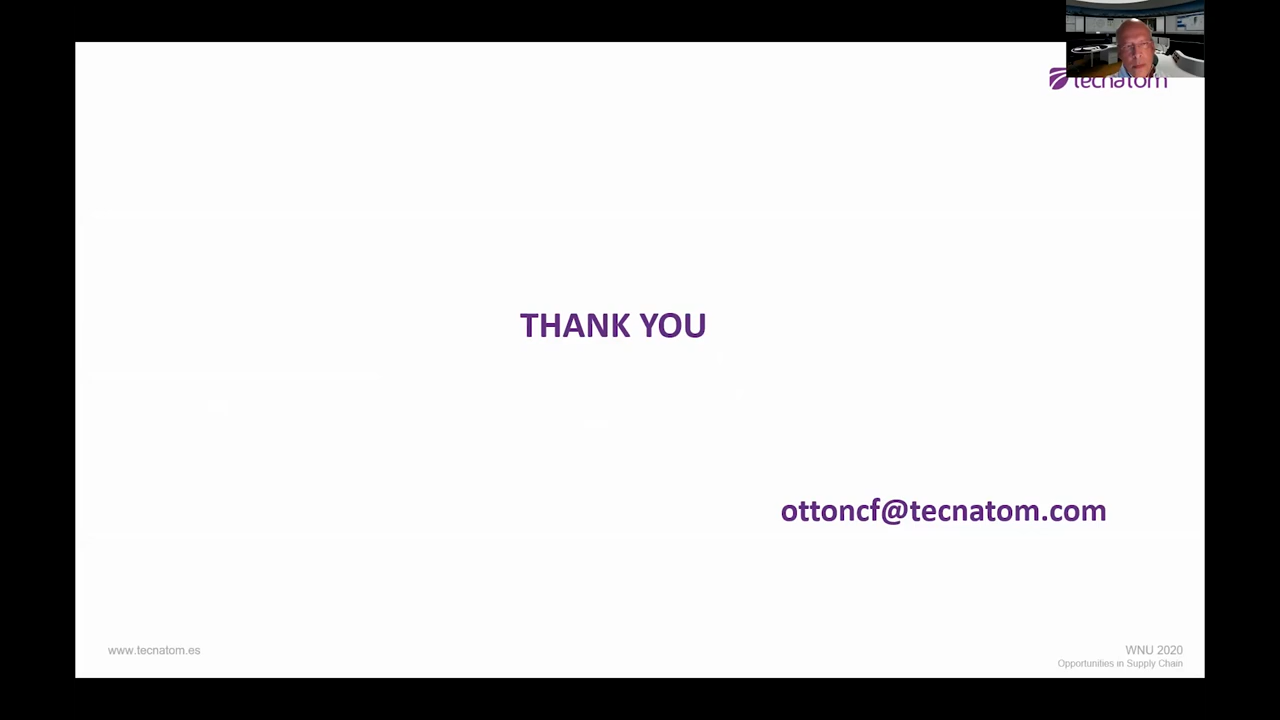 tecnatom
THANK YOU
ottoncf@tecnatom.com
www.tecnatom.es
WNU 2020
Opportunities in Supply Chain